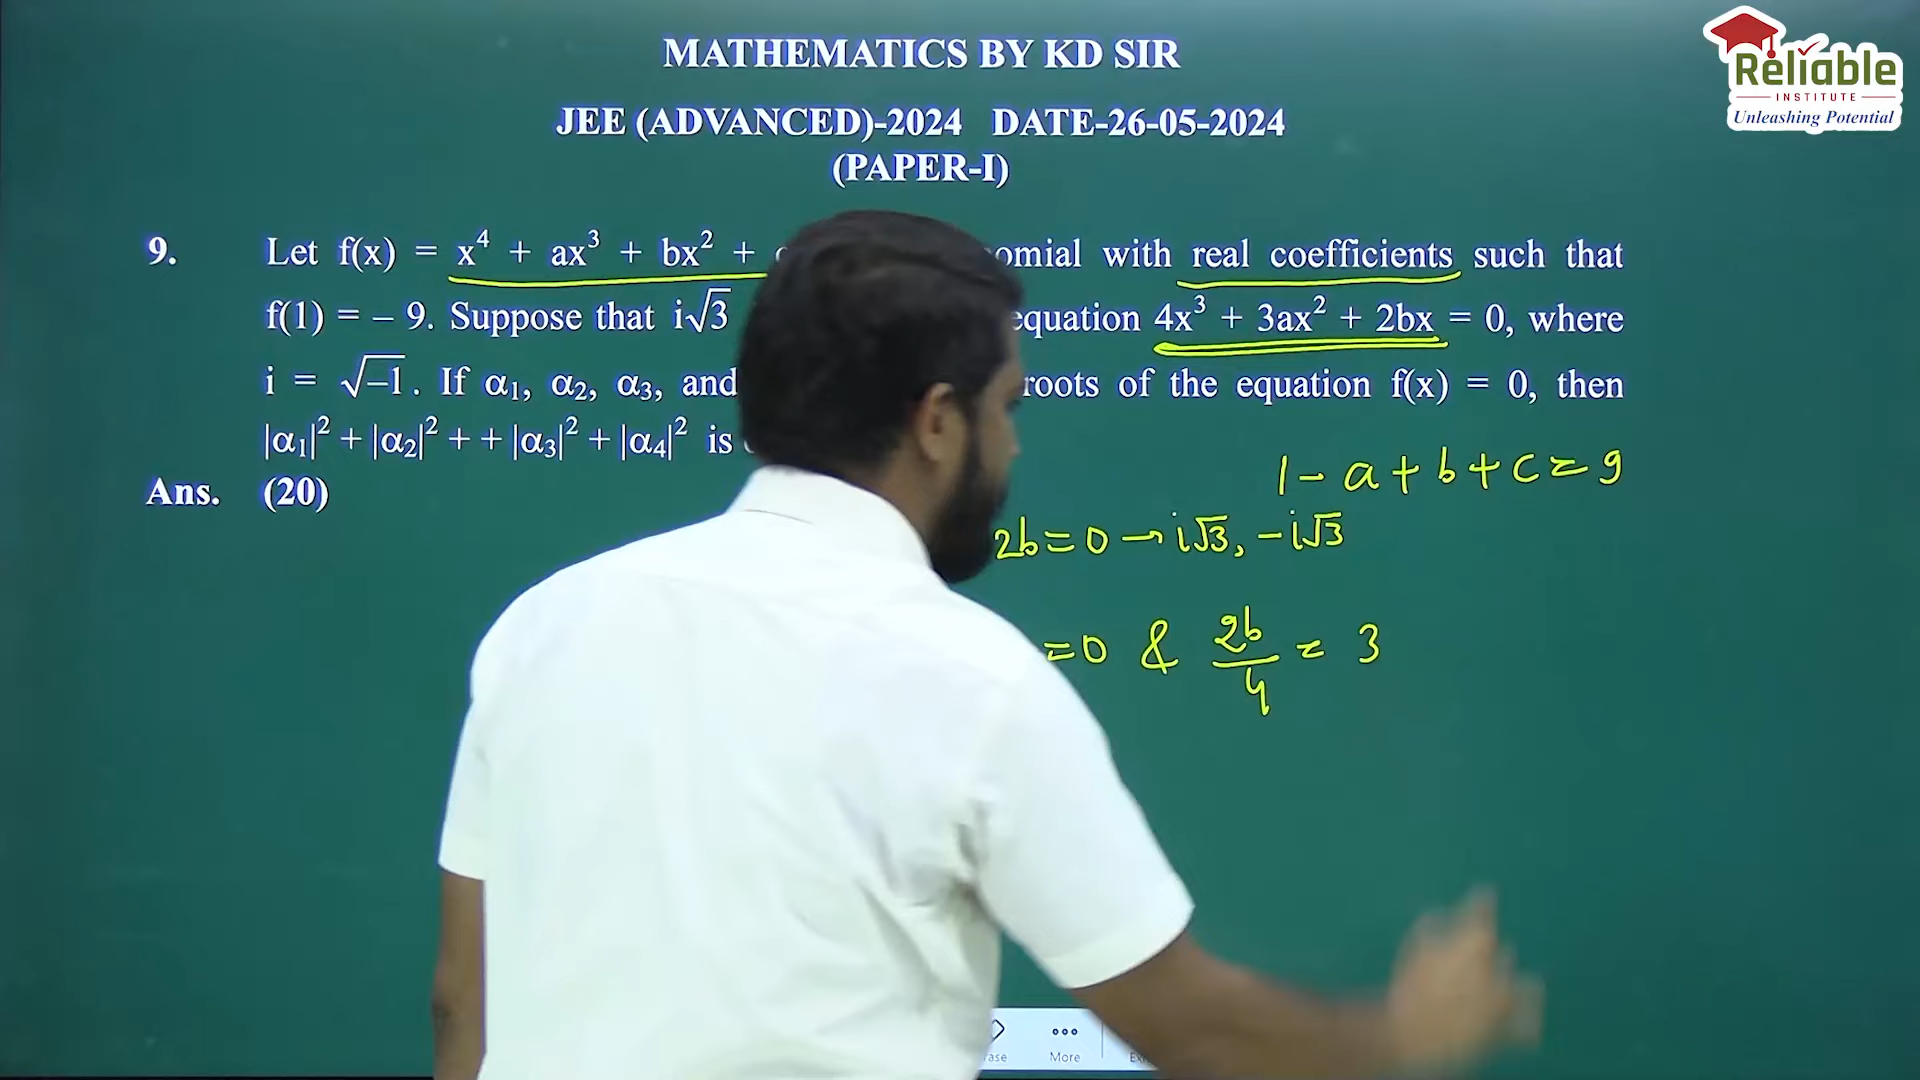 MATHEMATICS BY KD SIR
Reliable
INSTITUTE
Unleashing Potential
JEE (ADVANCED)-2024 DATE-26-05-2024
(PAPER-I)
9. Let f(x) = x⁴ + ax³ + bx² + omial with real coefficients such that
f(1) = – 9. Suppose that i√3 equation 4x³ + 3ax² + 2bx = 0, where
i = √–1. If α₁, α₂, α₃, and roots of the equation f(x) = 0, then
|α₁|² + |α₂|² + + |α₃|² + |α₄|² is
Ans. (20)
1 – a + b + c = 9
2b = 0 → i√3, – i√3
= 0 & 2b/4 = 3
rase More